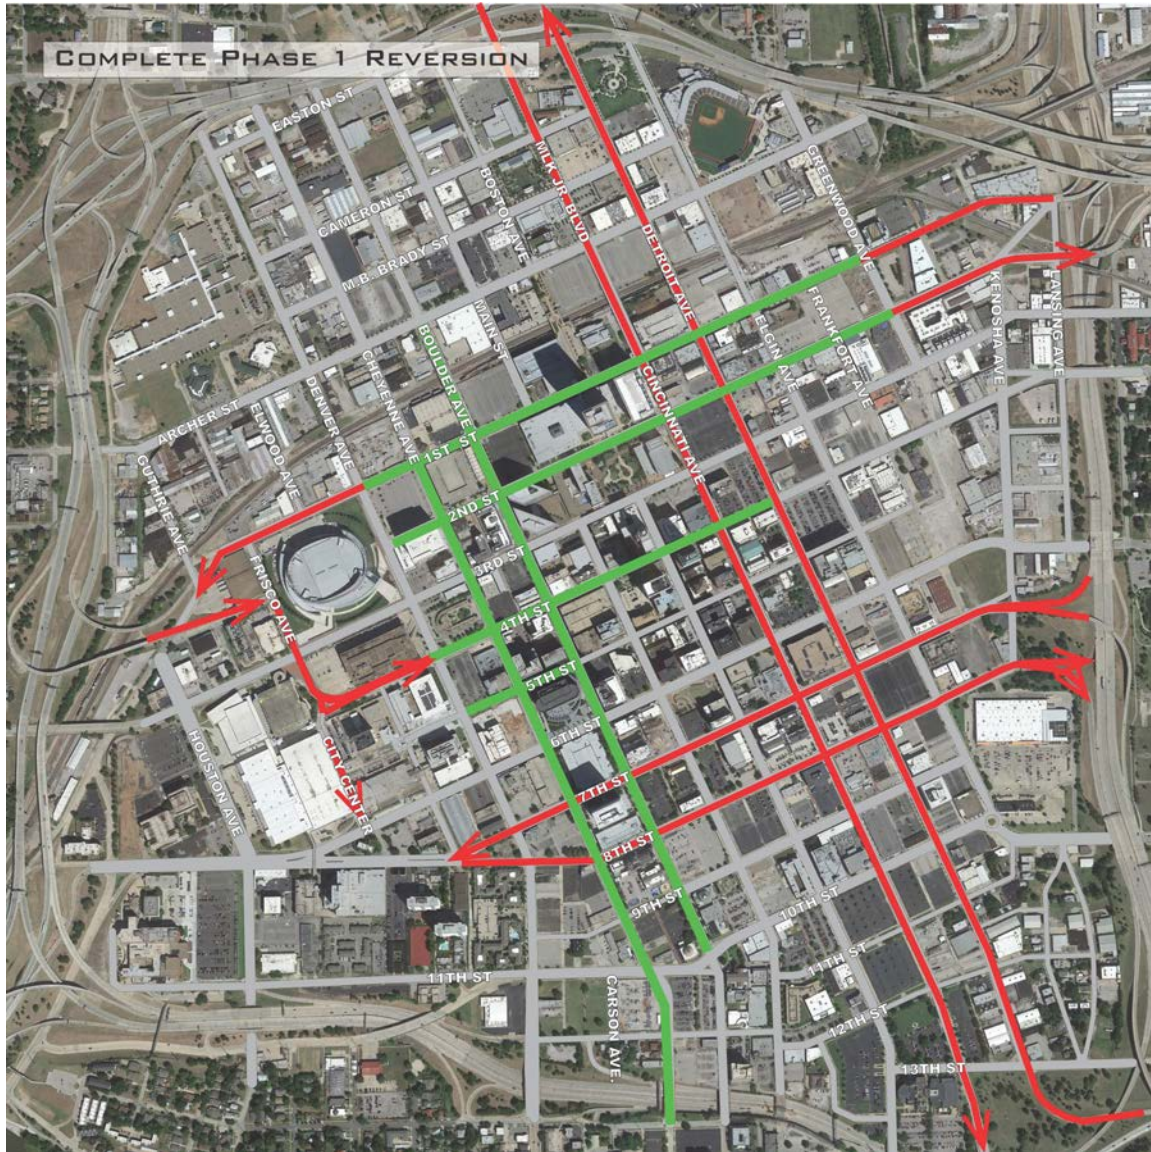 COMPLETE PHASE 1 REVERSION
EASTON ST
CAMERON ST
M.B. BRADY ST
BOSTON AVE
MLK JR. BLVD
DETROIT AVE
GREENWOOD AVE
ARCHER ST
GUTHRIE AVE
ELWOOD AVE
DENVER AVE
CHEYENNE AVE
BOULDER AVE
MAIN ST
CINCINNATI AVE
ELGIN AVE
FRANKFORT AVE
KENOSHA AVE
LANSING AVE
1ST ST
2ND ST
3RD ST
4TH ST
5TH ST
6TH ST
7TH ST
8TH ST
9TH ST
10TH ST
11TH ST
11TH ST
12TH ST
13TH ST
FRISCO AVE
HOUSTON AVE
CITY CENTER
CARSON AVE.